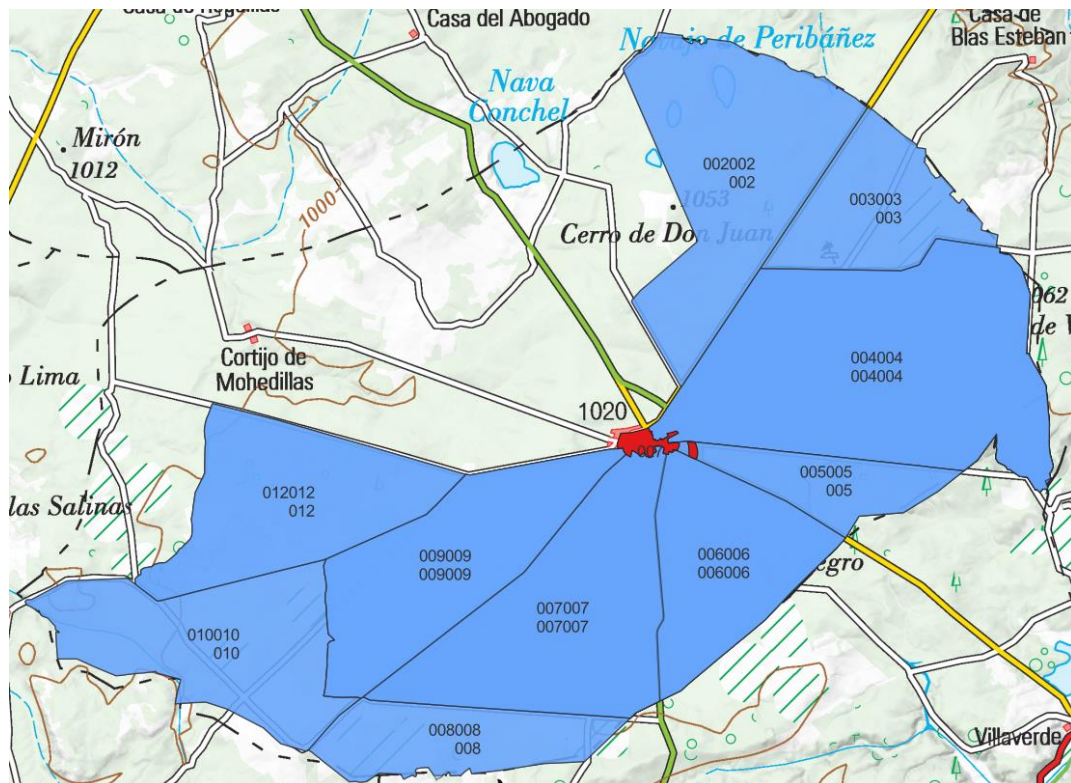 Casa del Abogado
Casa de
Blas Esteban
Navajo de Peribáñez
Nava
Conchel
Mirón
1012
002002
002
003003
003
1000
1053
Cerro de Don Juan
062
de V
Cortijo de
Mohedillas
Lima
004004
004004
1020
012012
012
005005
005
las Salinas
009009
009009
006006
006006
egro
007007
007007
010010
010
008008
008
Villaverde